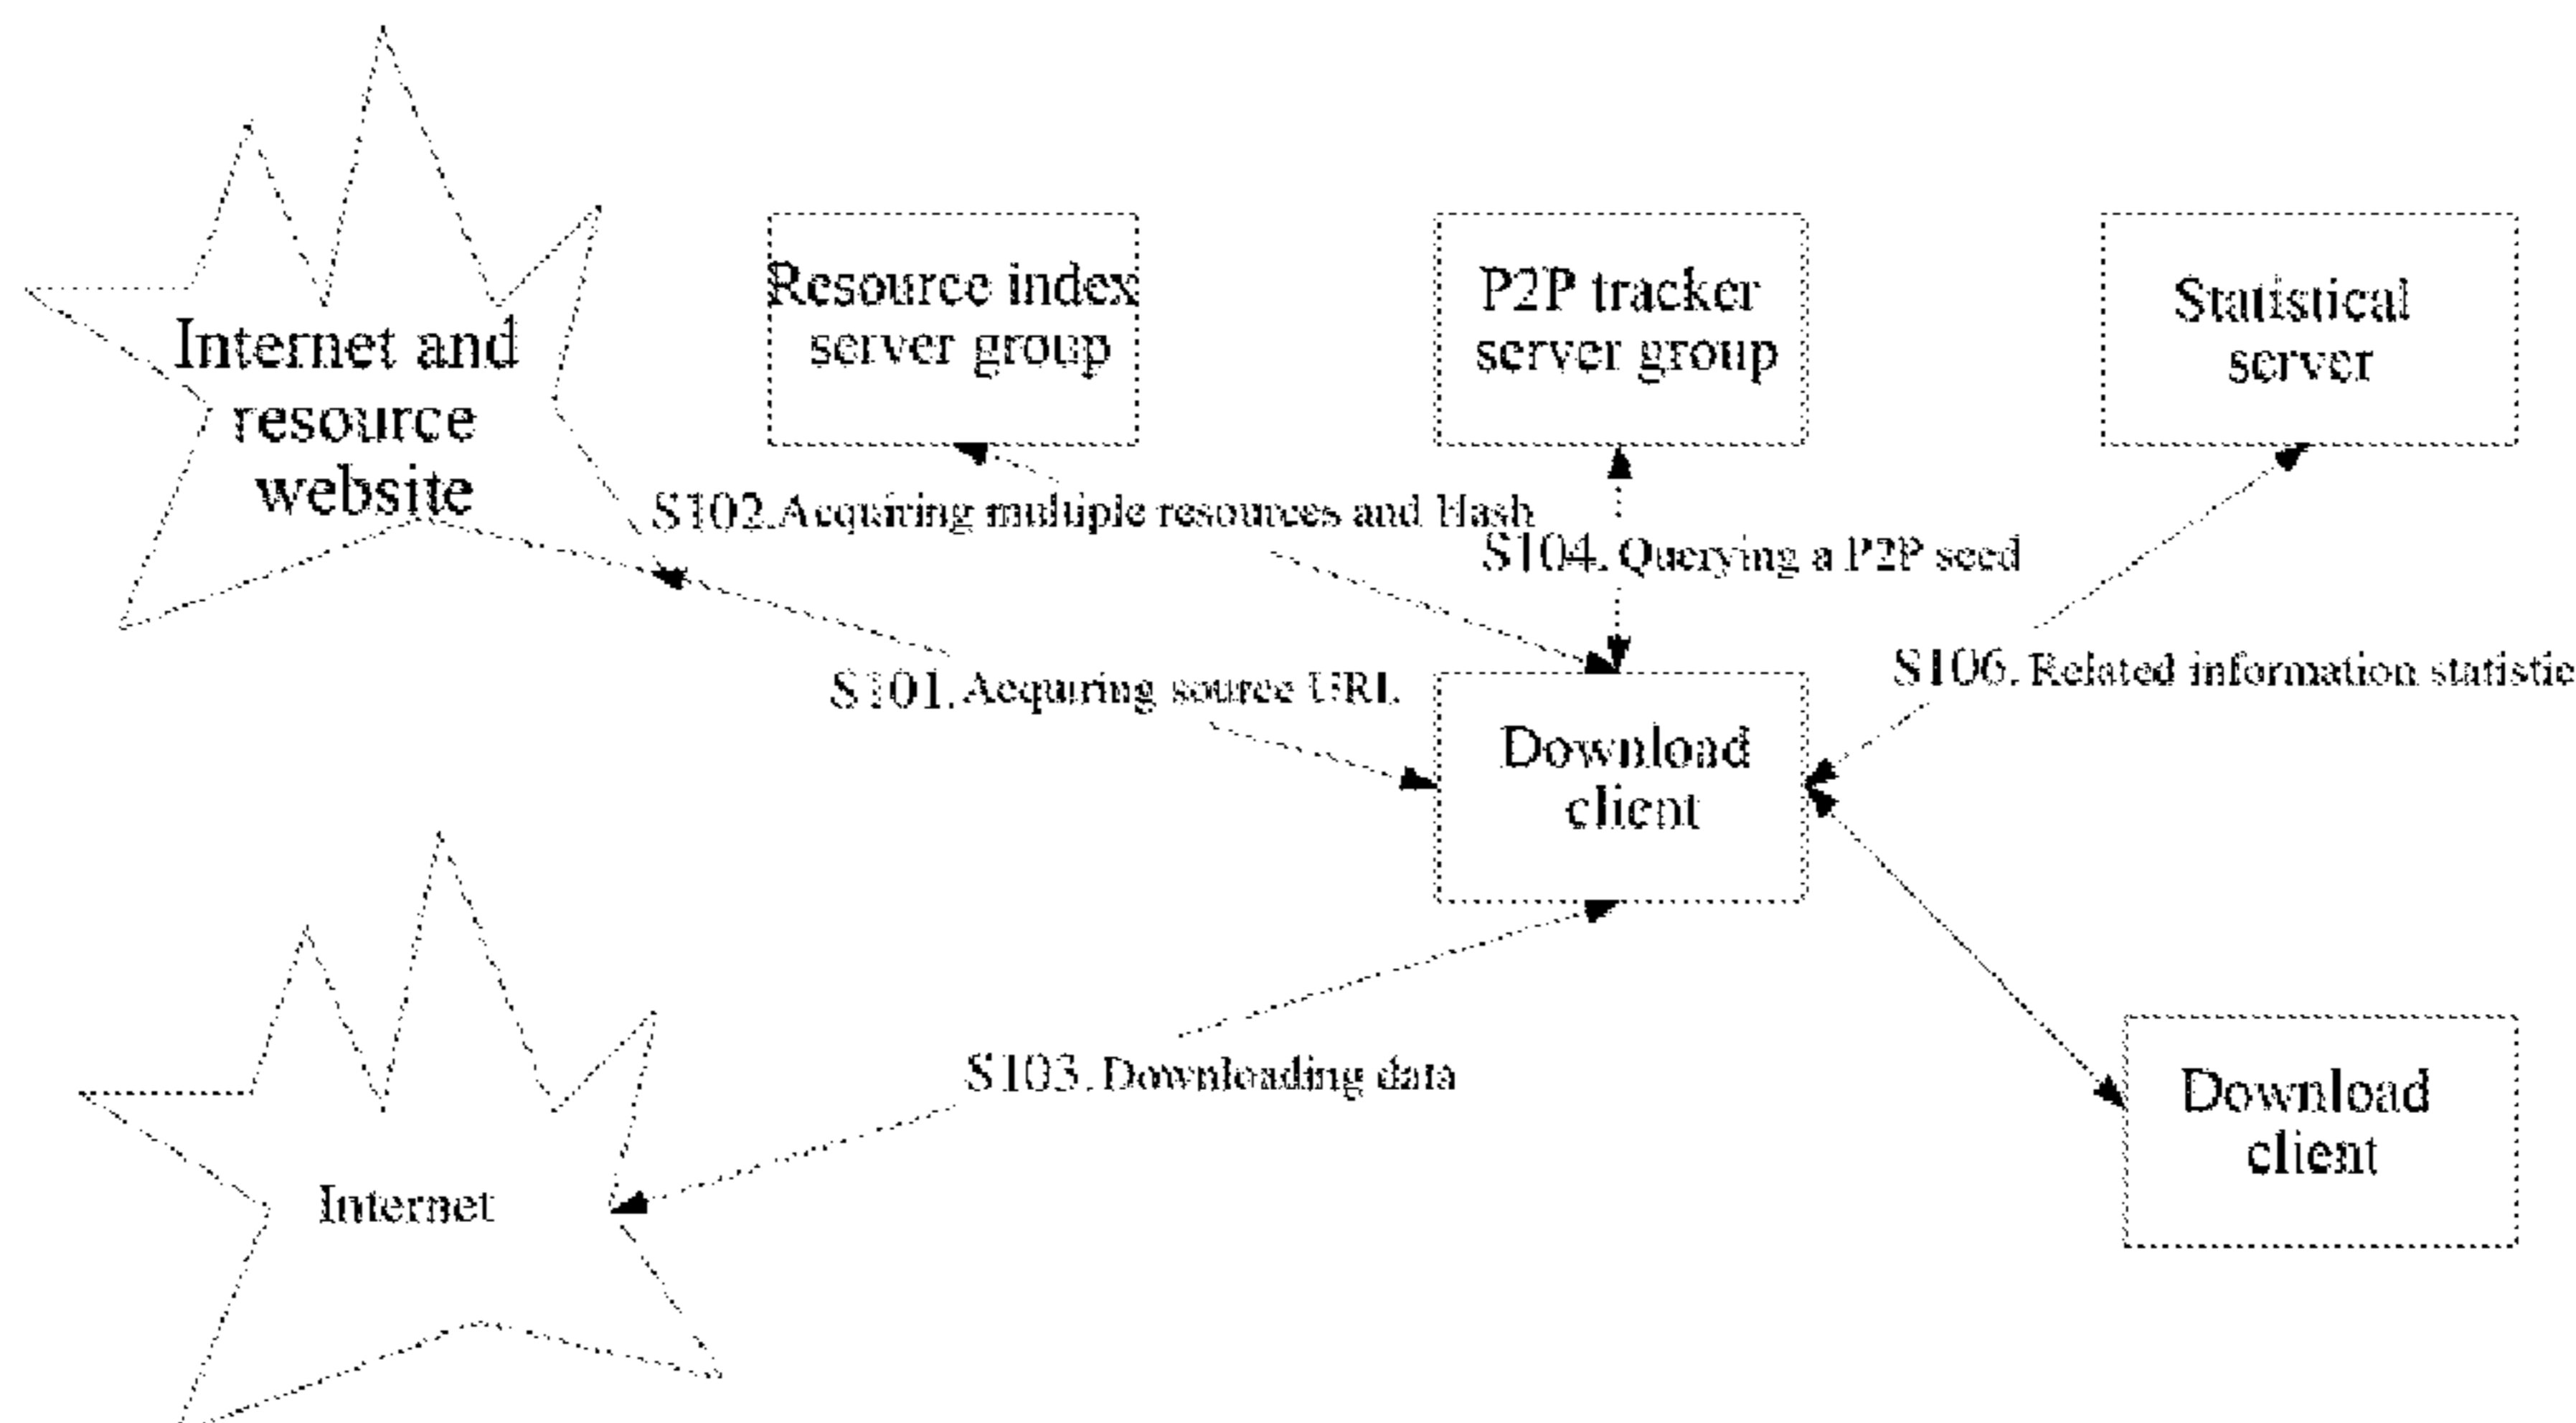 Internet and
resource
website
Resource index
server group
P2P tracker
server group
Statistical
server
S102.Acquiring multiple resources and Hash
S104. Querying a P2P seed
S101. Acquiring source URL
S106. Related information statistic
Download
client
S103. Downloading data
Internet
Download
client